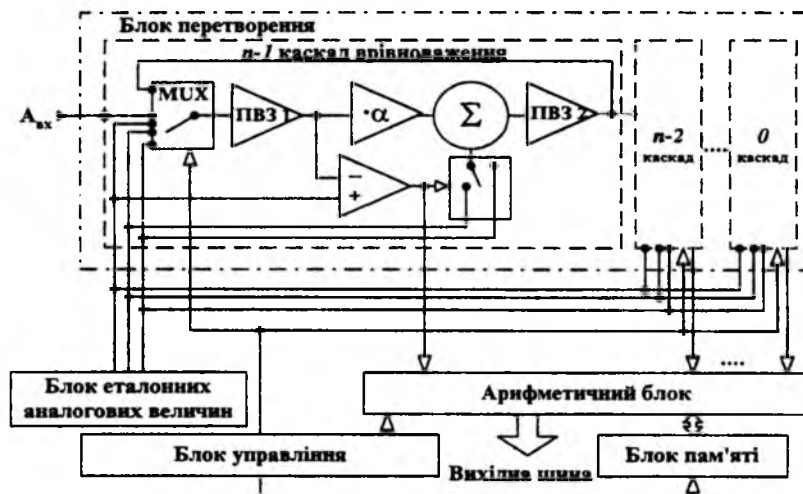 Блок перетворення
n-1 каскад врівноваження
MUX
ПВЗ 1
·α
Σ
ПВЗ 2
n-2
каскад
0
каскад
Aвх
−
+
Блок еталонних
аналогових величин
Арифметичний блок
Блок управління
Вихідна шина
Блок пам'яті